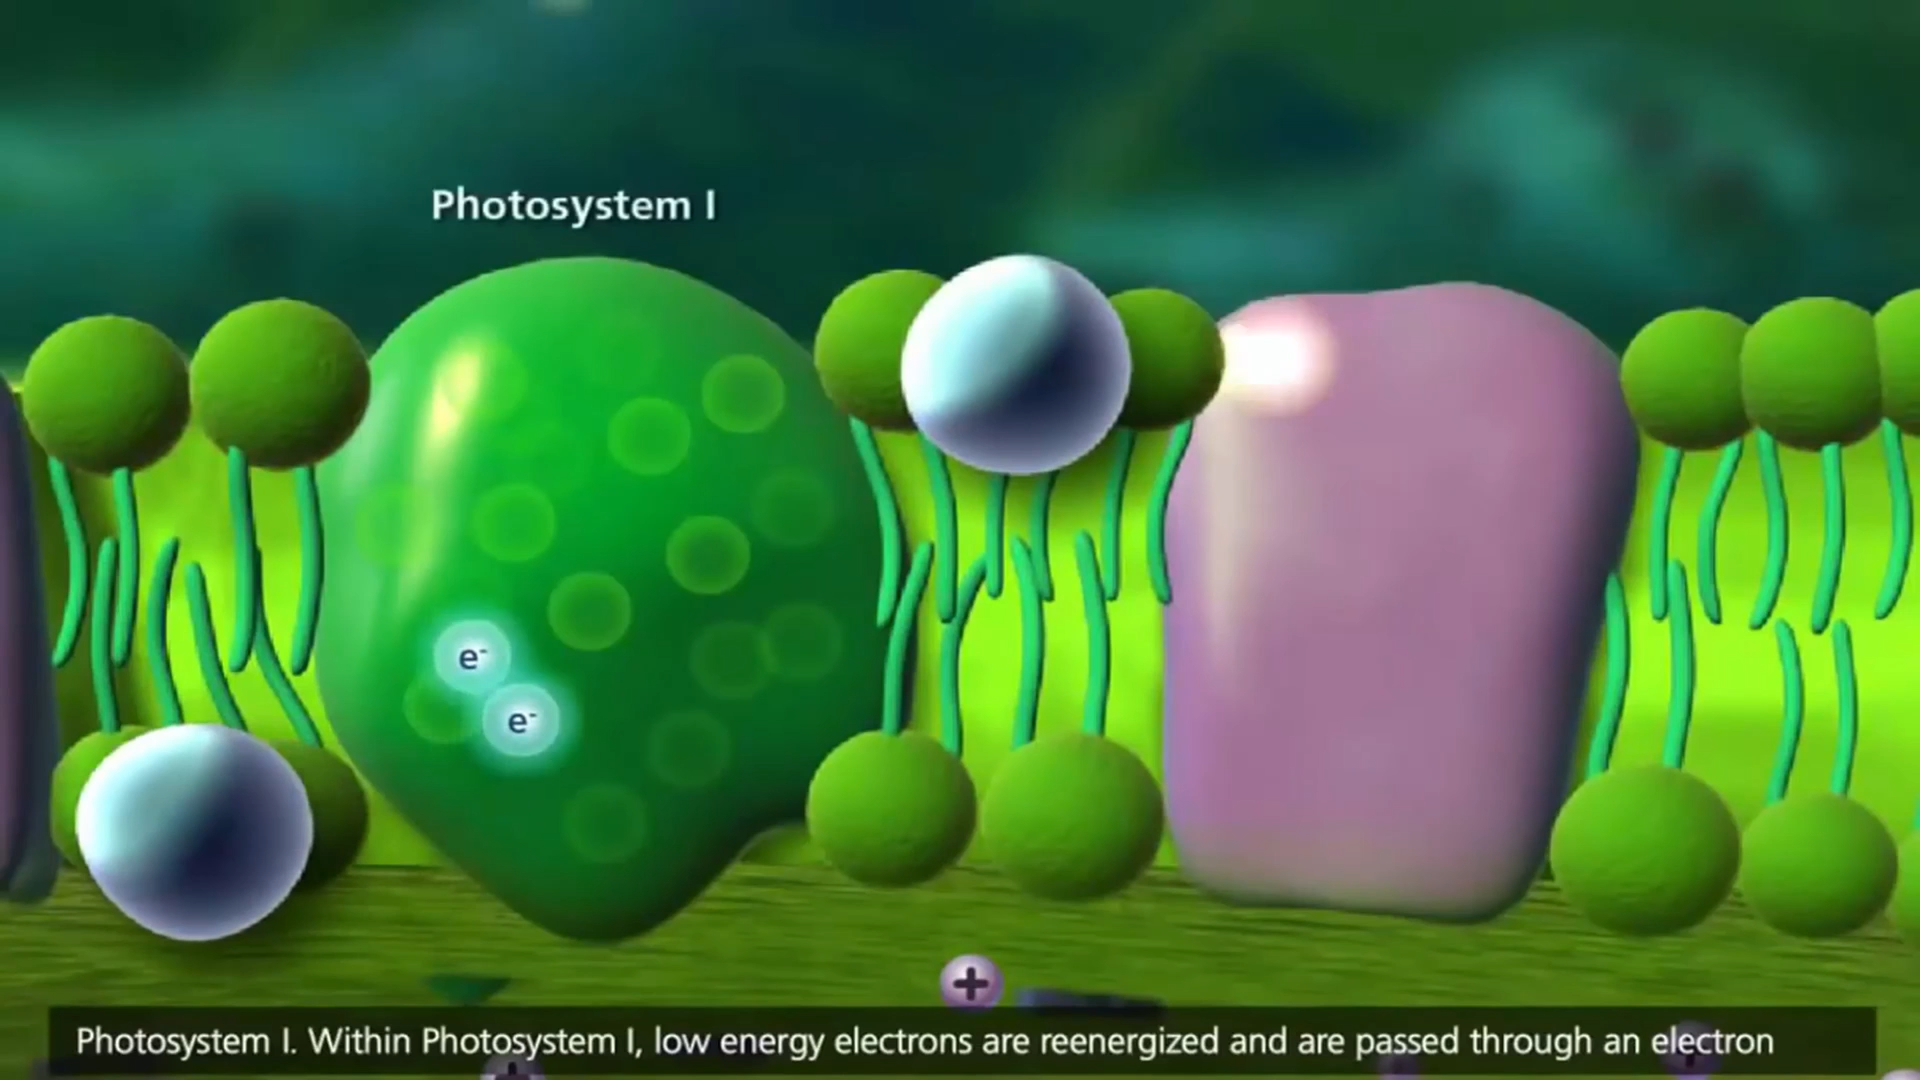 Photosystem I
e-
e-
+
Photosystem I. Within Photosystem I, low energy electrons are reenergized and are passed through an electron